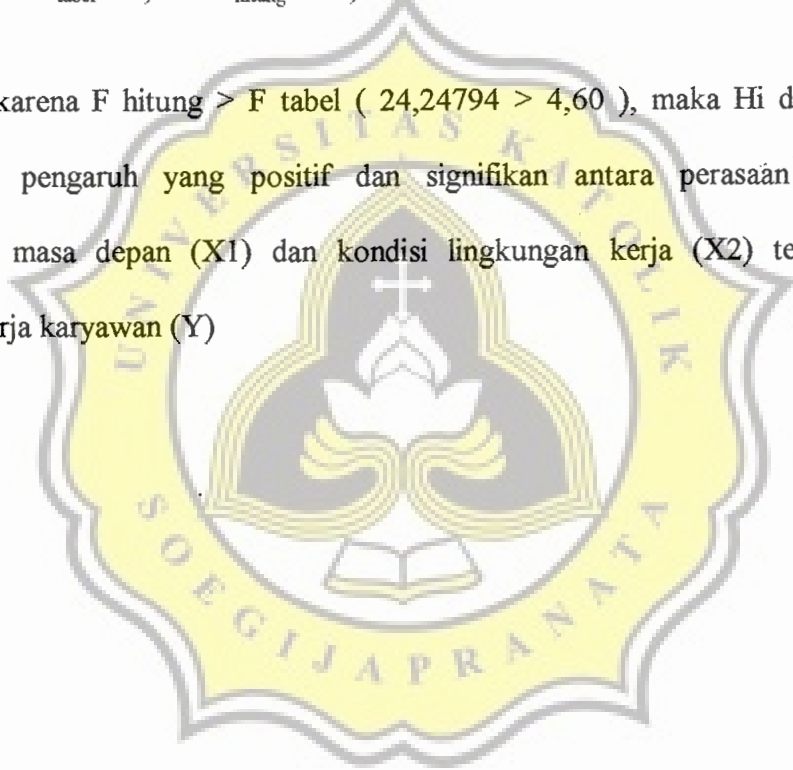 karena F hitung > F tabel ( 24,24794 > 4,60 ), maka Hi d
pengaruh yang positif dan signifikan antara perasaan
masa depan (X1) dan kondisi lingkungan kerja (X2) te
rja karyawan (Y)
UNIVERSITAS KATOLIK
SOEGIJAPRANATA